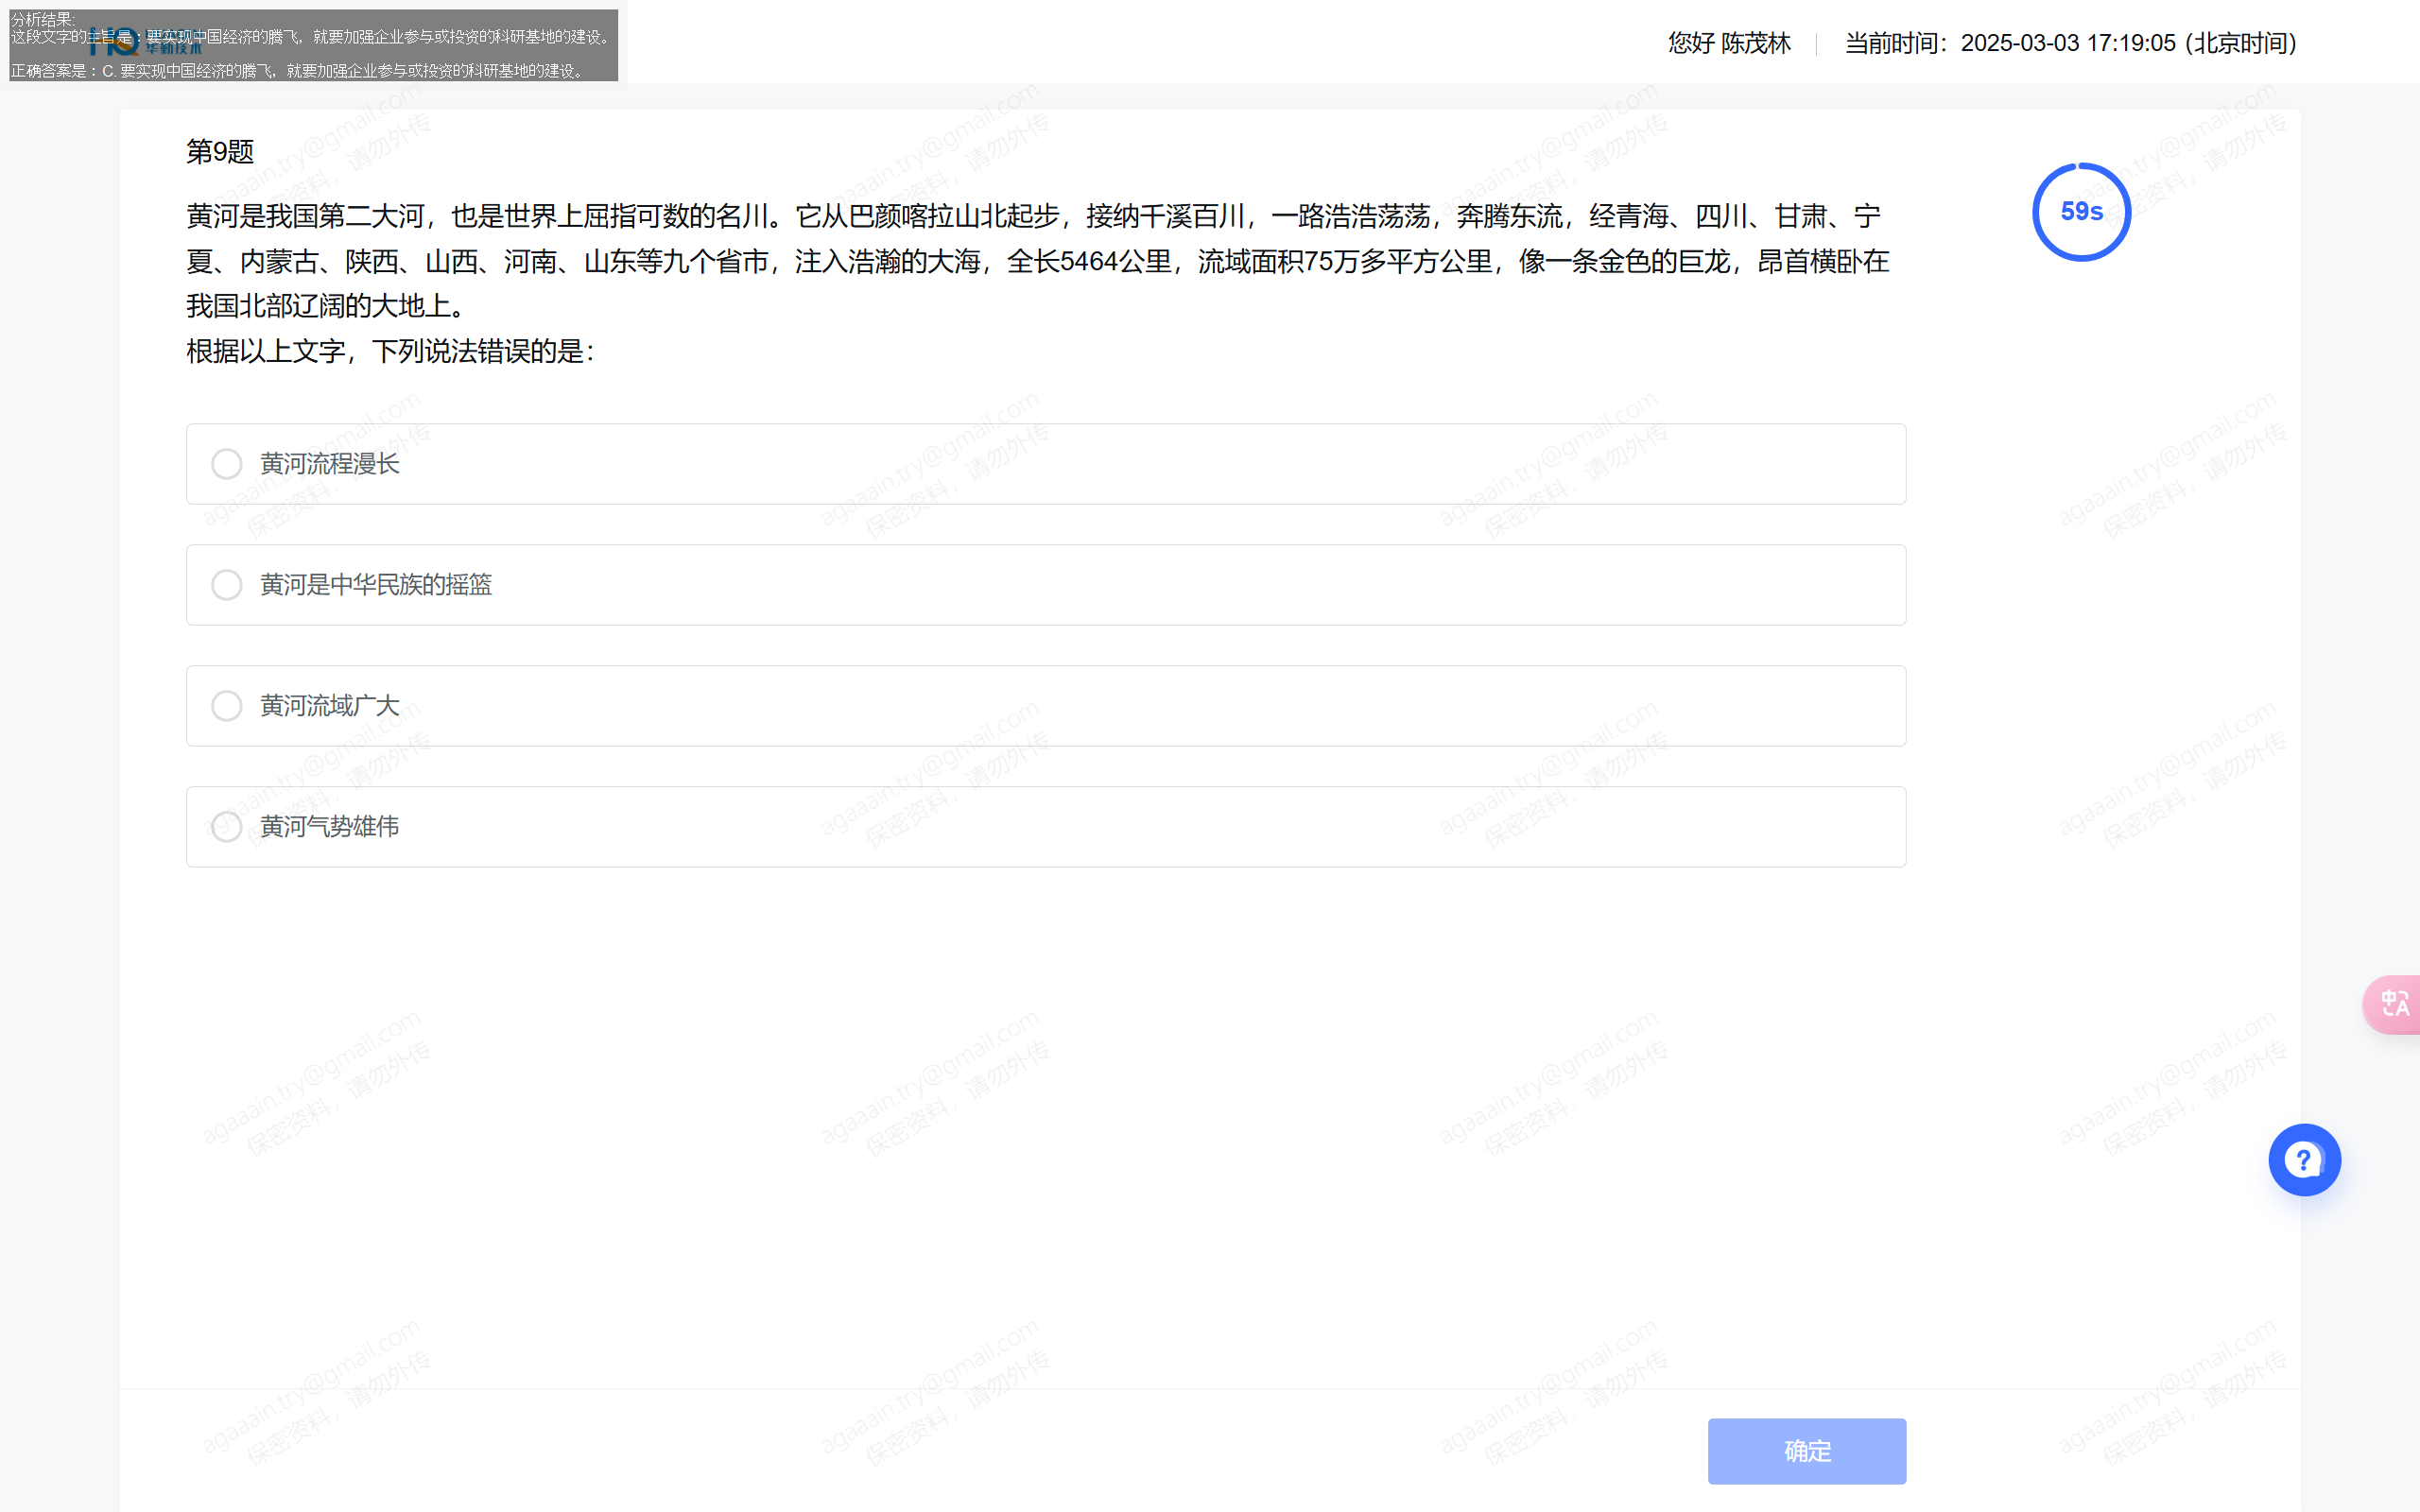 分析结果:
这段文字的主旨是：要实现中国经济的腾飞，就要加强企业参与或投资的科研基地的建设。
正确答案是：C. 要实现中国经济的腾飞，就要加强企业参与或投资的科研基地的建设。
HQ 华勤技术
您好 陈茂林
当前时间：2025-03-03 17:19:05 (北京时间)
第9题
59s
黄河是我国第二大河，也是世界上屈指可数的名川。它从巴颜喀拉山北起步，接纳千溪百川，一路浩浩荡荡，奔腾东流，经青海、四川、甘肃、宁
夏、内蒙古、陕西、山西、河南、山东等九个省市，注入浩瀚的大海，全长5464公里，流域面积75万多平方公里，像一条金色的巨龙，昂首横卧在
我国北部辽阔的大地上。
根据以上文字，下列说法错误的是：
黄河流程漫长
黄河是中华民族的摇篮
黄河流域广大
黄河气势雄伟
确定
agaaain.try@gmail.com
保密资料，请勿外传